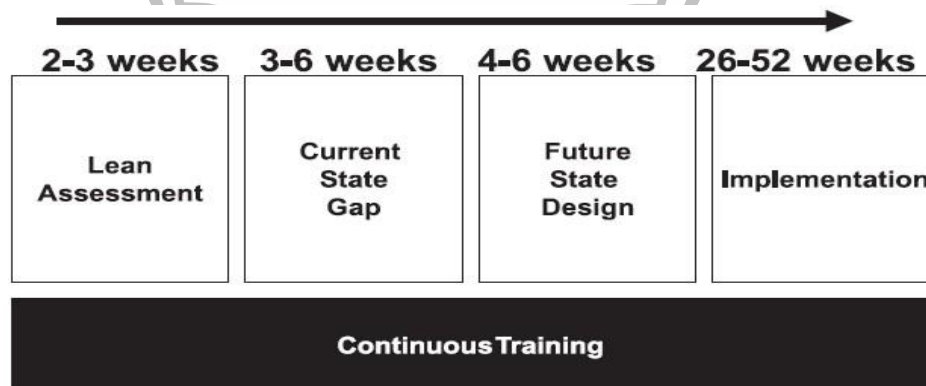 2-3 weeks 3-6 weeks 4-6 weeks 26-52 weeks
Lean
Assessment
Current
State
Gap
Future
State
Design
Implementation
Continuous Training